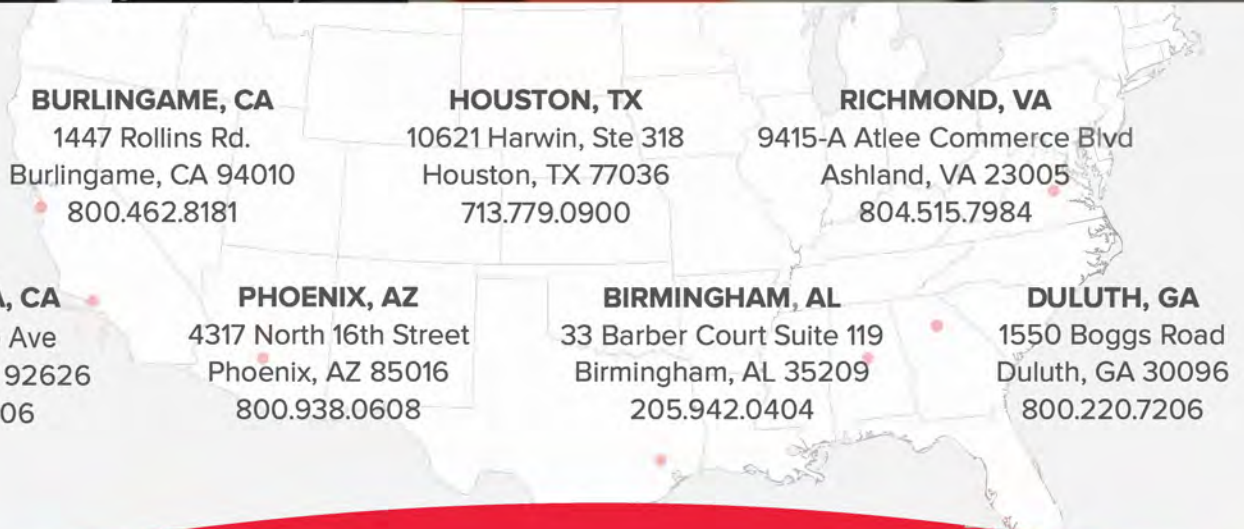 BURLINGAME, CA
1447 Rollins Rd.
Burlingame, CA 94010
800.462.8181
HOUSTON, TX
10621 Harwin, Ste 318
Houston, TX 77036
713.779.0900
RICHMOND, VA
9415-A Atlee Commerce Blvd
Ashland, VA 23005
804.515.7984
, CA
Ave
92626
06
PHOENIX, AZ
4317 North 16th Street
Phoenix, AZ 85016
800.938.0608
BIRMINGHAM, AL
33 Barber Court Suite 119
Birmingham, AL 35209
205.942.0404
DULUTH, GA
1550 Boggs Road
Duluth, GA 30096
800.220.7206